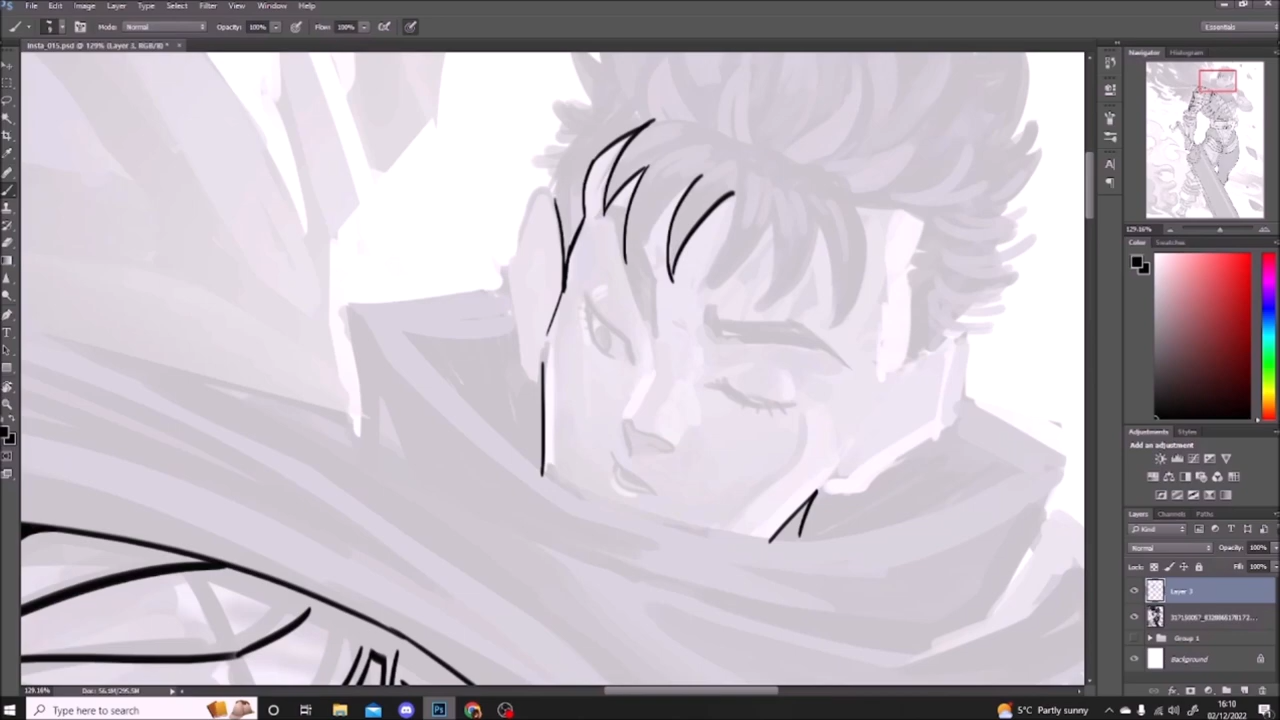 File Edit Image Layer Type Select Filter View Window Help
Mode: Normal Opacity: 100% Flow: 100% Essentials
Insta_015.psd @ 129% (Layer 3, RGB/8) * ×
Navigator Histogram
129.16%
Color Swatches
Adjustments Styles
Add an adjustment
Layers Channels Paths
Kind
Normal Opacity: 100%
Lock: Fill: 100%
Layer 3
Group 1
Background
129.16% Doc: 56.1M/295.5M
Type here to search
Ps
5°C Partly sunny
16:10
02/12/2022